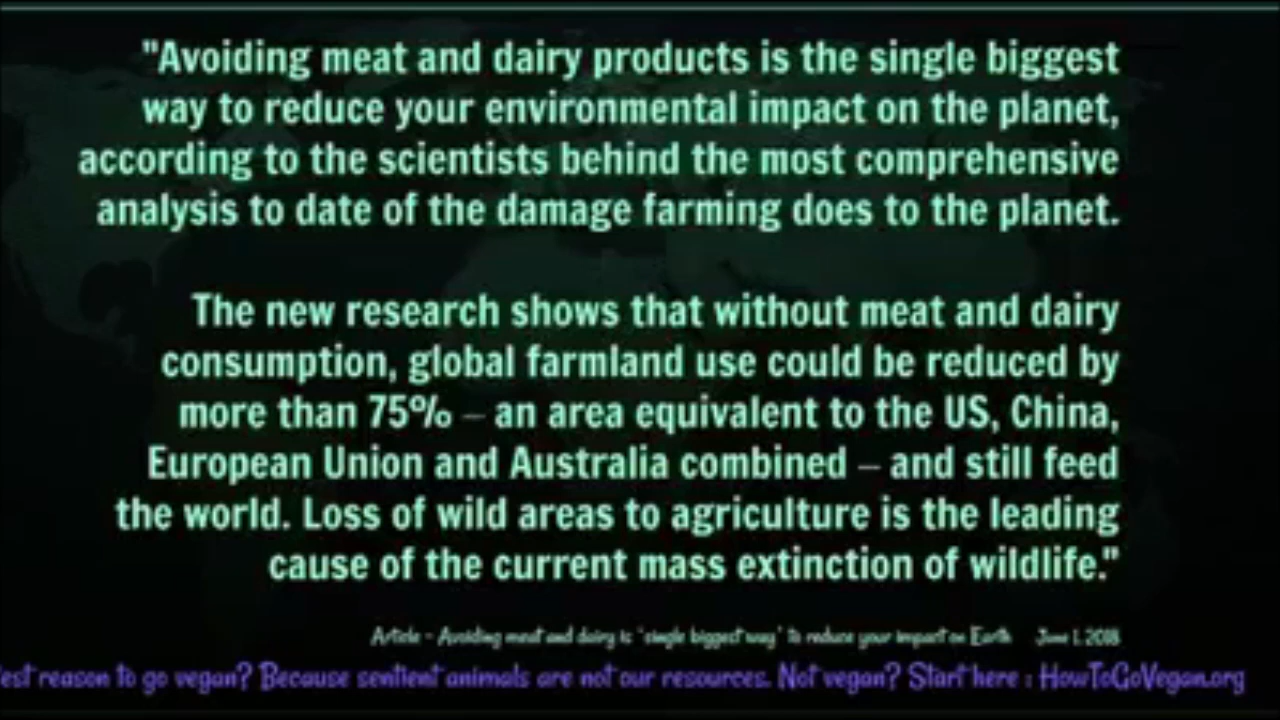 "Avoiding meat and dairy products is the single biggest
way to reduce your environmental impact on the planet,
according to the scientists behind the most comprehensive
analysis to date of the damage farming does to the planet.
The new research shows that without meat and dairy
consumption, global farmland use could be reduced by
more than 75% – an area equivalent to the US, China,
European Union and Australia combined – and still feed
the world. Loss of wild areas to agriculture is the leading
cause of the current mass extinction of wildlife."
Article - Avoiding meat and dairy is "single biggest way" to reduce your impact on Earth June 1, 2018
reason to go vegan? Because sentient animals are not our resources. Not vegan? Start here : HowToGoVegan.org